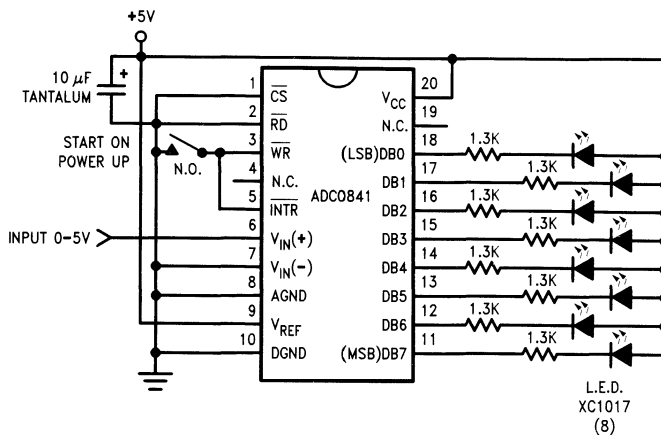 +5V
10 μF
TANTALUM
+
START ON
POWER UP
N.O.
INPUT 0–5V
1
2
3
4
5
6
7
8
9
10
CS
RD
WR
N.C.
INTR
VIN(+)
VIN(-)
AGND
VREF
DGND
ADC0841
VCC
N.C.
(LSB)DB0
DB1
DB2
DB3
DB4
DB5
DB6
(MSB)DB7
20
19
18
17
16
15
14
13
12
11
1.3K
1.3K
1.3K
1.3K
1.3K
1.3K
1.3K
1.3K
L.E.D.
XC1017
(8)